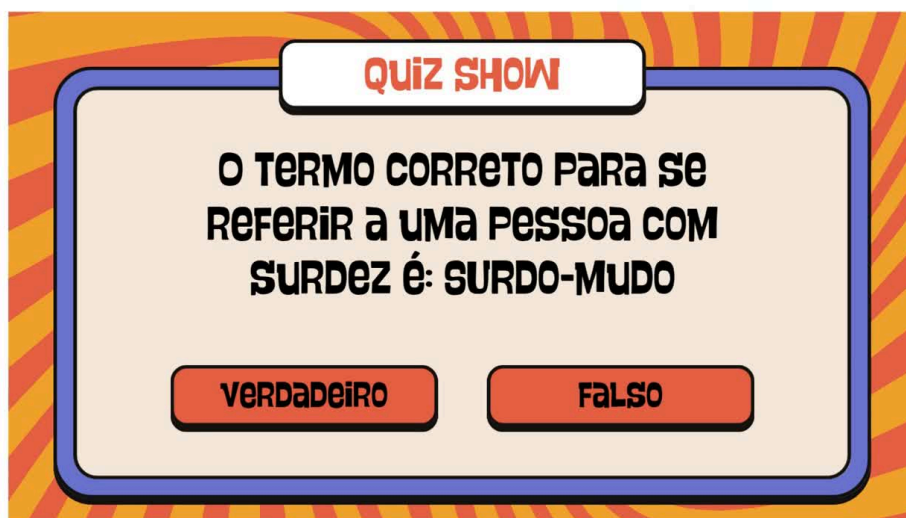 QUIZ SHOW
O TERMO CORRETO PARA SE
REFERIR A UMA PESSOA COM
SURDEZ É: SURDO-MUDO
VERDADEIRO
FALSO